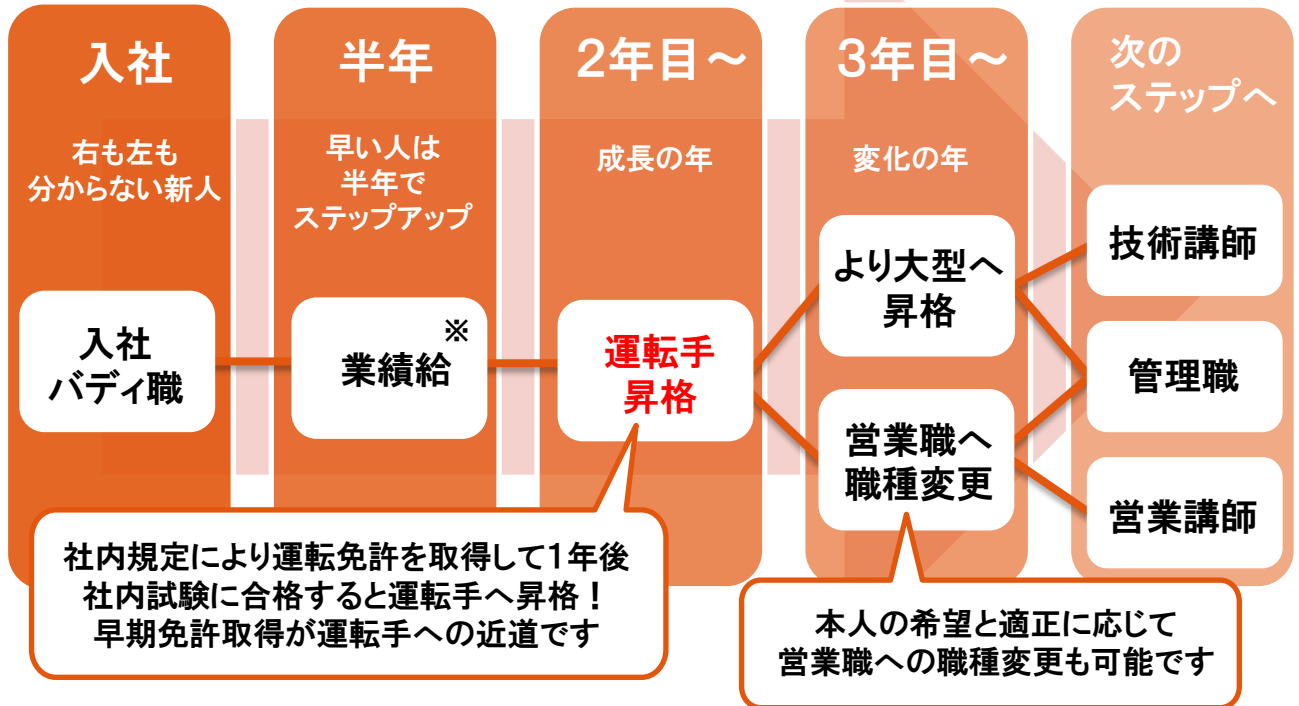 入社
右も左も
分からない新人
入社
バディ職
半年
早い人は
半年で
ステップアップ
※
業績給
2年目~
成長の年
運転手
昇格
3年目~
変化の年
より大型へ
昇格
営業職へ
職種変更
次の
ステップへ
技術講師
管理職
営業講師
社内規定により運転免許を取得して1年後
社内試験に合格すると運転手へ昇格!
早期免許取得が運転手への近道です
本人の希望と適正に応じて
営業職への職種変更も可能です